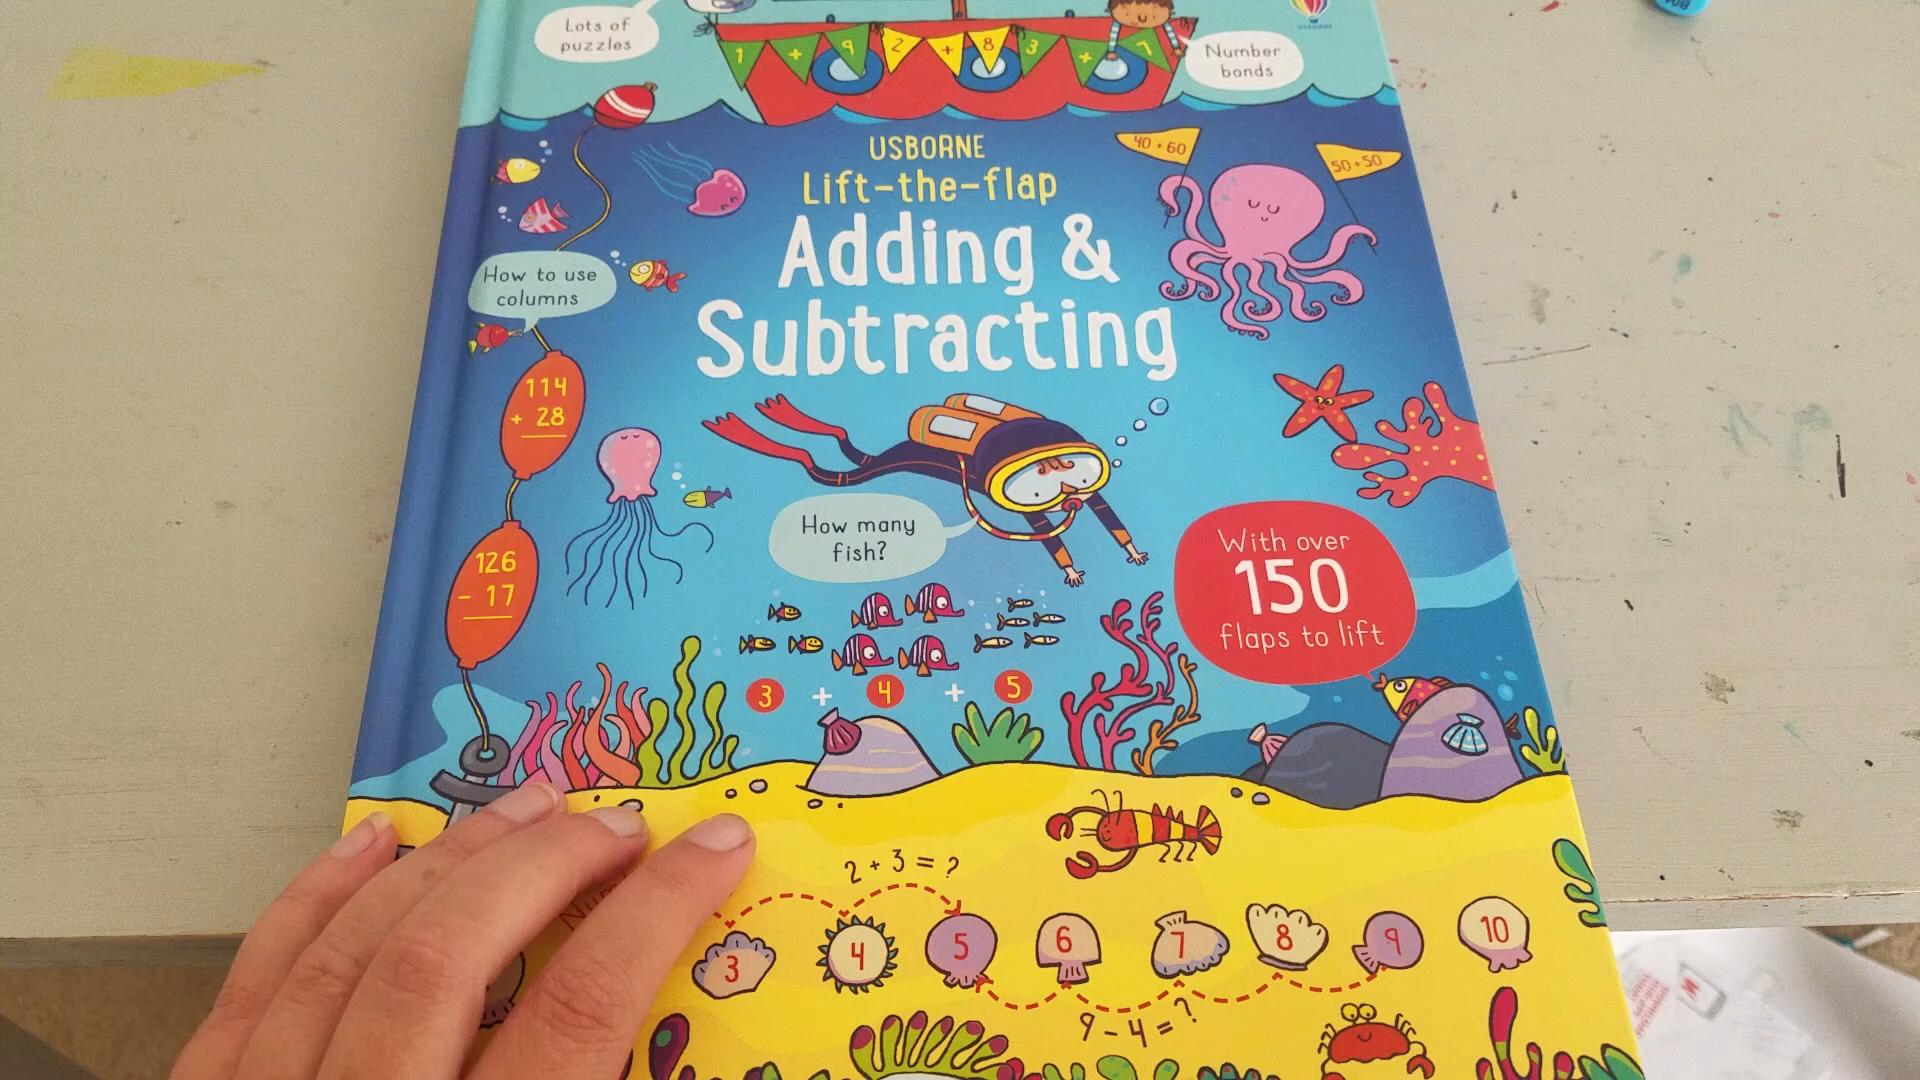 Lots of
puzzles
1 + 9 2 + 8 3 + 7
Number
bonds
USBORNE
USBORNE
Lift-the-flap
Adding &
Subtracting
40 + 60
50 + 50
How to use
columns
114
+ 28
126
- 17
How many
fish?
With over
150
flaps to lift
3 + 4 + 5
2 + 3 = ?
3 4 5 6 7 8 9 10
9 - 4 = ?